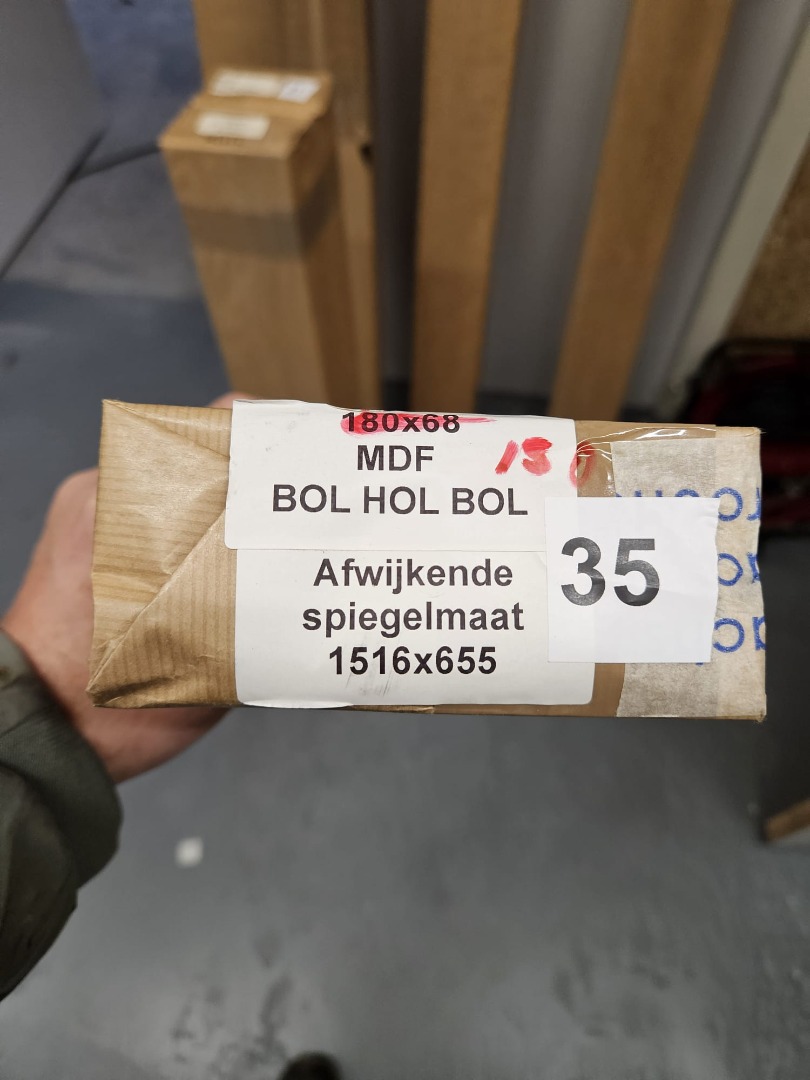 180x68
MDF
BOL HOL BOL
Afwijkende
spiegelmaat
1516x655
35